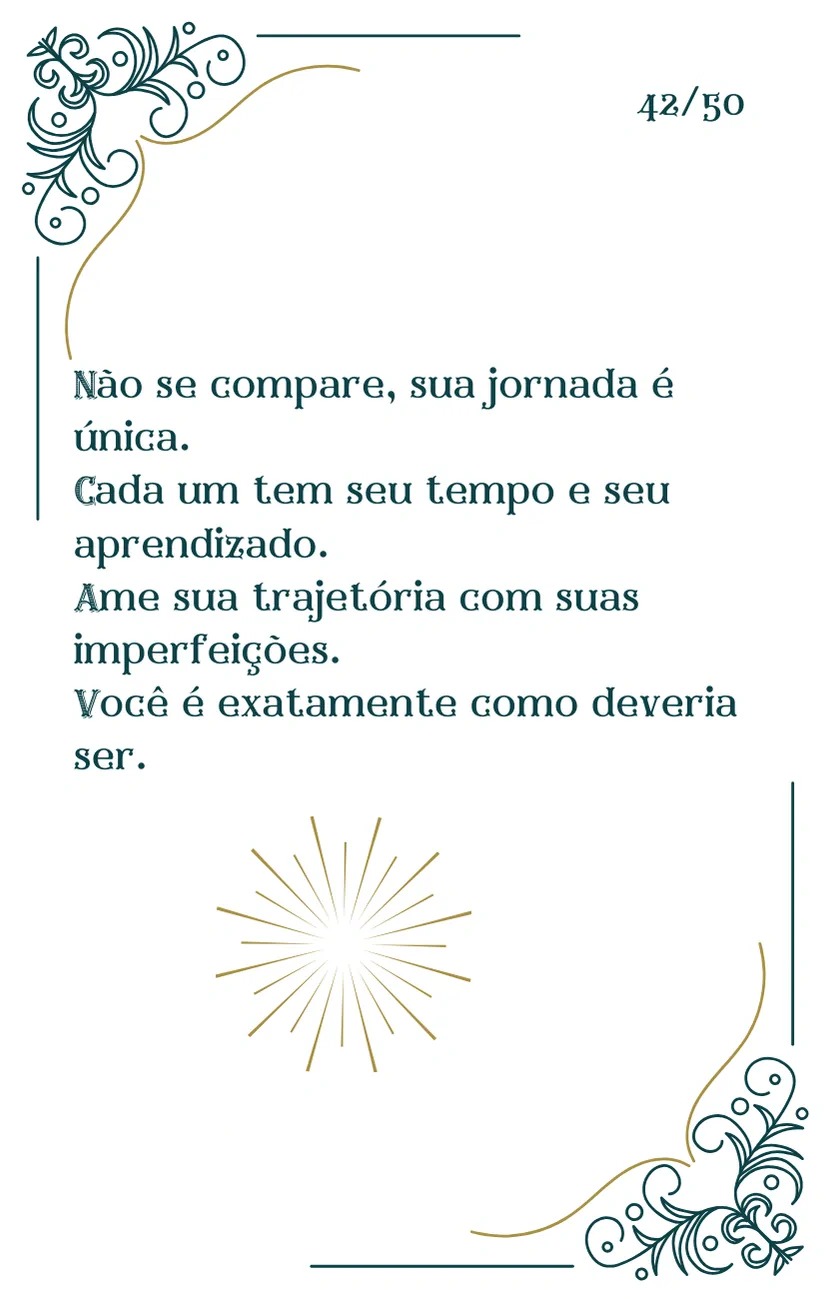 42/50
Não se compare, sua jornada é
única.
Cada um tem seu tempo e seu
aprendizado.
Ame sua trajetória com suas
imperfeições.
Você é exatamente como deveria
ser.